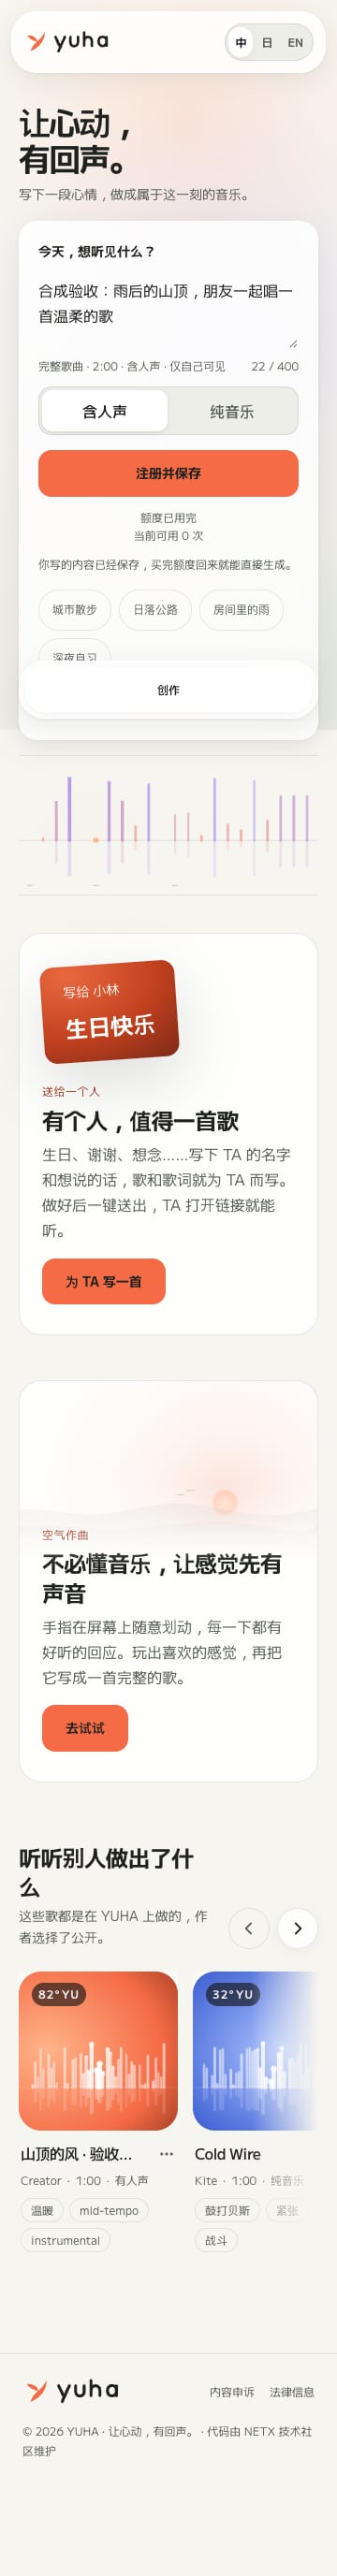 yuha
中 日 EN
让心动，
有回声。
写下一段心情，做成属于这一刻的音乐。
今天，想听见什么？
合成验收：雨后的山顶，朋友一起唱一
首温柔的歌
完整歌曲 · 2:00 · 含人声 · 仅自己可见 22 / 400
含人声 纯音乐
注册并保存
额度已用完
当前可用 0 次
你写的内容已经保存，买完额度回来就能直接生成。
城市散步 日落公路 房间里的雨
深夜自习
创作
写给 小林
生日快乐
送给一个人
有个人，值得一首歌
生日、谢谢、想念……写下 TA 的名字
和想说的话，歌和歌词就为 TA 而写。
做好后一键送出，TA 打开链接就能
听。
为 TA 写一首
空气作曲
不必懂音乐，让感觉先有
声音
手指在屏幕上随意划动，每一下都有
好听的回应。玩出喜欢的感觉，再把
它写成一首完整的歌。
去试试
听听别人做出了什
么
这些歌都是在 YUHA 上做的，作
者选择了公开。
82°YU 32°YU
山顶的风 · 验收... Cold Wire
Creator · 1:00 · 有人声 Kite · 1:00 · 纯音乐
温暖 mid-tempo 鼓打贝斯 紧张
instrumental 战斗
yuha 内容申诉 法律信息
© 2026 YUHA · 让心动，有回声。 · 代码由 NETX 技术社
区维护